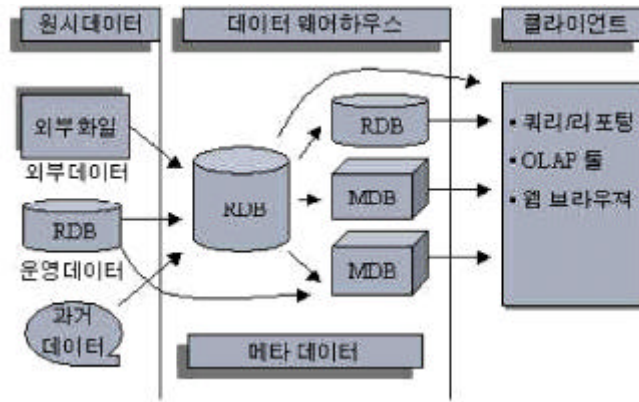 원시데이터
데이터 웨어하우스
클라이언트
외부화일
외부데이터
RDB
운영데이터
과거
데이터
RDB
RDB
MDB
MDB
메타 데이터
• 쿼리/리포팅
• OLAP 툴
• 웹 브라우져